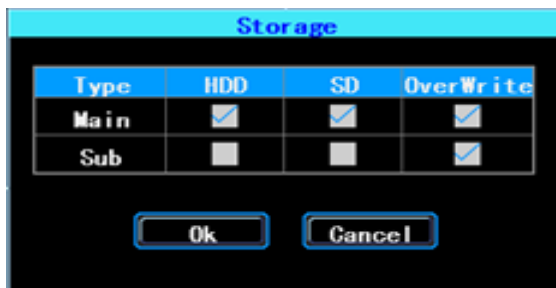 Storage
Type HDD SD OverWrite
Main
Sub
Ok Cancel